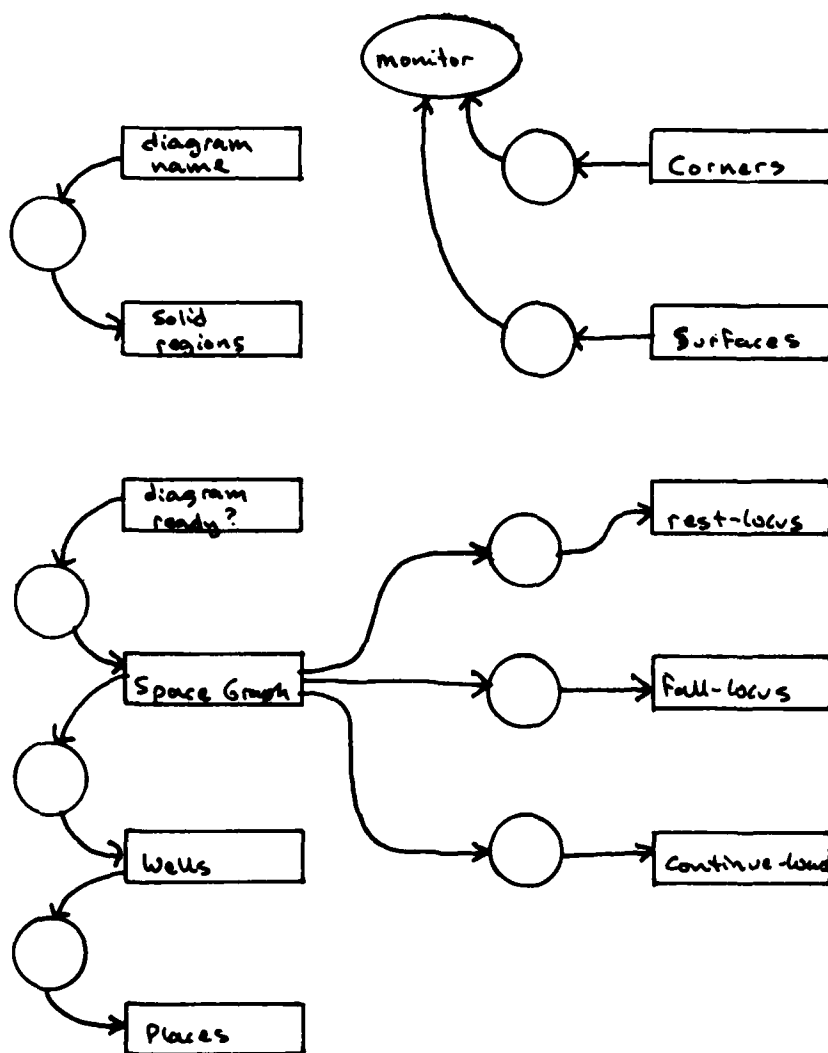 monitor
diagram
name
Corners
Solid
regions
Surfaces
diagram
ready?
rest-locus
Space Graph
fall-locus
Wells
Places